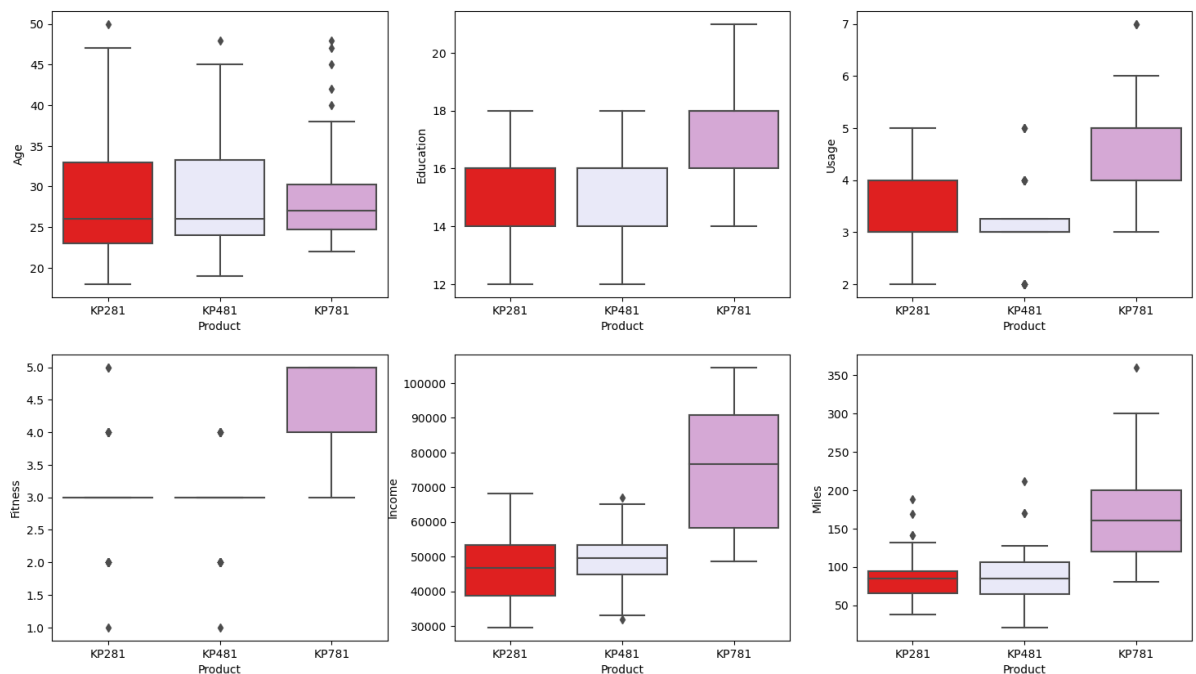 50
45
40
35
30
25
20
Age
KP281 KP481 KP781
Product
20
18
16
14
12
Education
KP281 KP481 KP781
Product
7
6
5
4
3
2
Usage
KP281 KP481 KP781
Product
5.0
4.5
4.0
3.5
3.0
2.5
2.0
1.5
1.0
Fitness
KP281 KP481 KP781
Product
100000
90000
80000
70000
60000
50000
40000
30000
Income
KP281 KP481 KP781
Product
350
300
250
200
150
100
50
Miles
KP281 KP481 KP781
Product